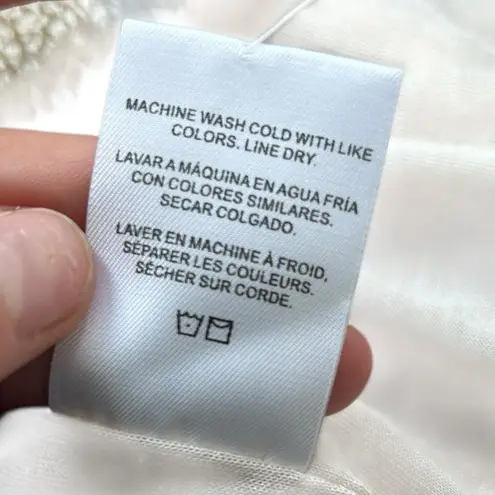 MACHINE WASH COLD WITH LIKE
COLORS. LINE DRY.
LAVAR A MÁQUINA EN AGUA FRÍA
CON COLORES SIMILARES.
SECAR COLGADO.
LAVER EN MACHINE À FROID,
SÉPARER LES COULEURS.
SÉCHER SUR CORDE.